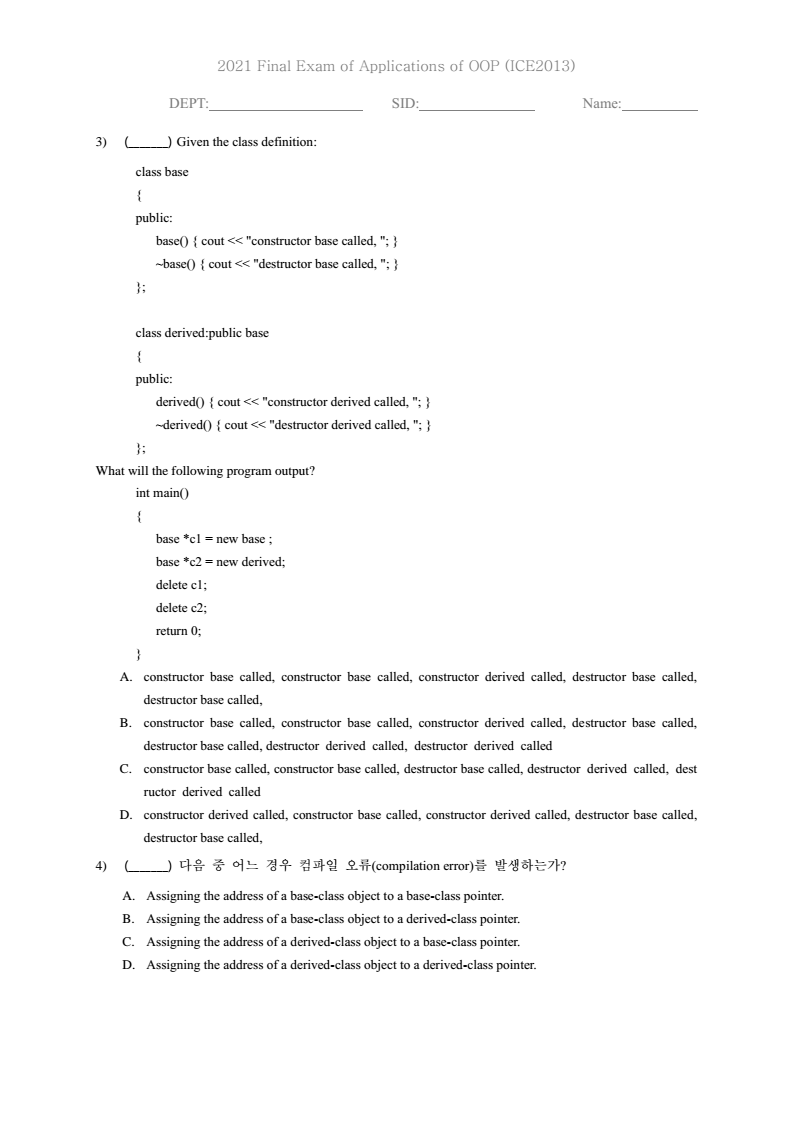 2021 Final Exam of Applications of OOP (ICE2013)
DEPT:____________________ SID:_______________ Name:__________
3) (______) Given the class definition:
class base
{
public:
base() { cout << "constructor base called, "; }
~base() { cout << "destructor base called, "; }
};
class derived:public base
{
public:
derived() { cout << "constructor derived called, "; }
~derived() { cout << "destructor derived called, "; }
};
What will the following program output?
int main()
{
base *c1 = new base ;
base *c2 = new derived;
delete c1;
delete c2;
return 0;
}
A. constructor base called, constructor base called, constructor derived called, destructor base called,
destructor base called,
B. constructor base called, constructor base called, constructor derived called, destructor base called,
destructor base called, destructor derived called, destructor derived called
C. constructor base called, constructor base called, destructor base called, destructor derived called, dest
ructor derived called
D. constructor derived called, constructor base called, constructor derived called, destructor base called,
destructor base called,
4) (______) 다음 중 어느 경우 컴파일 오류(compilation error)를 발생하는가?
A. Assigning the address of a base-class object to a base-class pointer.
B. Assigning the address of a base-class object to a derived-class pointer.
C. Assigning the address of a derived-class object to a base-class pointer.
D. Assigning the address of a derived-class object to a derived-class pointer.